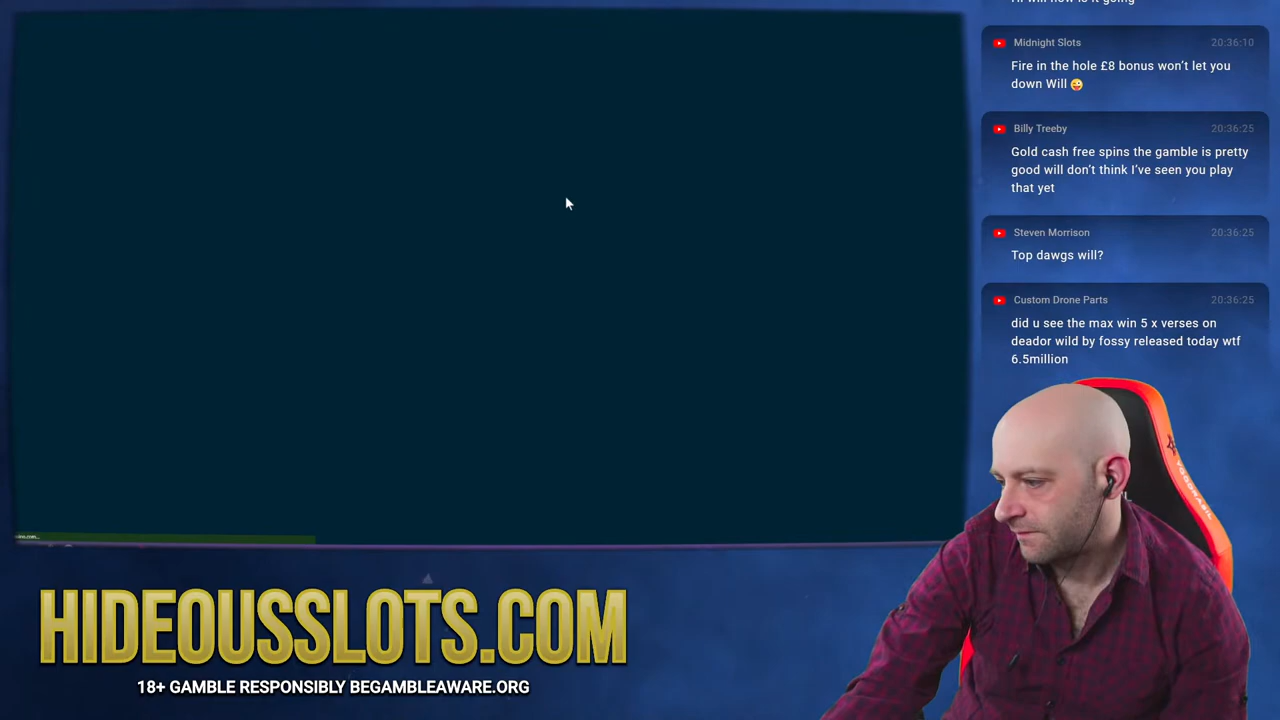 Midnight Slots
20:36:10
Fire in the hole £8 bonus won't let you
down Will 😜
Billy Treeby
20:36:25
Gold cash free spins the gamble is pretty
good will don't think I've seen you play
that yet
Steven Morrison
20:36:25
Top dawgs will?
Custom Drone Parts
20:36:25
did u see the max win 5 x verses on
deador wild by fossy released today wtf
6.5million
YGGDRASIL
HIDEOUSSLOTS.COM
18+ GAMBLE RESPONSIBLY BEGAMBLEAWARE.ORG